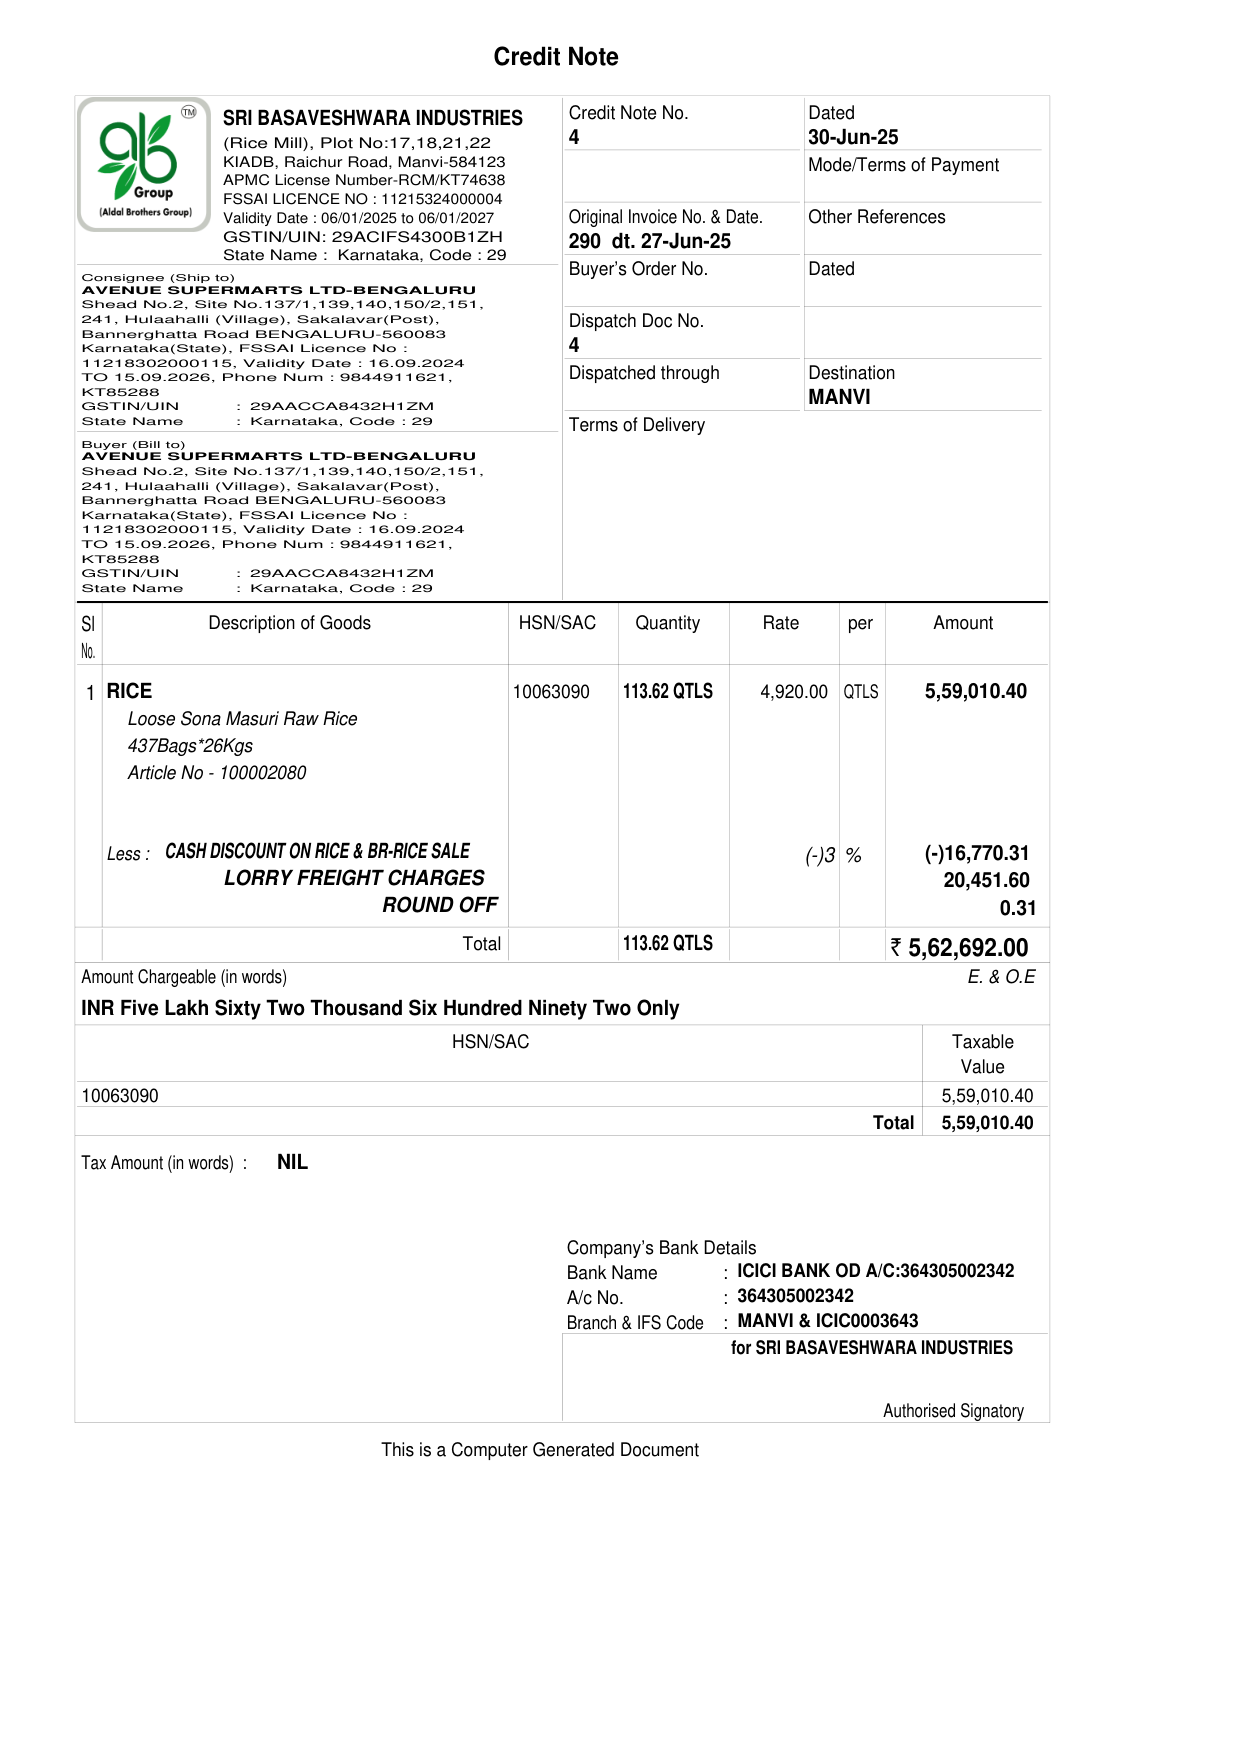 Credit Note
TM
Group
(Aldal Brothers Group)
SRI BASAVESHWARA INDUSTRIES
(Rice Mill), Plot No:17,18,21,22
KIADB, Raichur Road, Manvi-584123
APMC License Number-RCM/KT74638
FSSAI LICENCE NO : 11215324000004
Validity Date : 06/01/2025 to 06/01/2027
GSTIN/UIN: 29ACIFS4300B1ZH
State Name : Karnataka, Code : 29
Credit Note No.
4
Dated
30-Jun-25
Mode/Terms of Payment
Original Invoice No. & Date.
290 dt. 27-Jun-25
Other References
Buyer's Order No.
Dated
Dispatch Doc No.
4
Dispatched through
Destination
MANVI
Terms of Delivery
Consignee (Ship to)
AVENUE SUPERMARTS LTD-BENGALURU
Shead No.2, Site No.137/1,139,140,150/2,151,
241, Hulaahalli (Village), Sakalavar(Post),
Bannerghatta Road BENGALURU-560083
Karnataka(State), FSSAI Licence No :
11218302000115, Validity Date : 16.09.2024
TO 15.09.2026, Phone Num : 9844911621,
KT85288
GSTIN/UIN : 29AACCA8432H1ZM
State Name : Karnataka, Code : 29
Buyer (Bill to)
AVENUE SUPERMARTS LTD-BENGALURU
Shead No.2, Site No.137/1,139,140,150/2,151,
241, Hulaahalli (Village), Sakalavar(Post),
Bannerghatta Road BENGALURU-560083
Karnataka(State), FSSAI Licence No :
11218302000115, Validity Date : 16.09.2024
TO 15.09.2026, Phone Num : 9844911621,
KT85288
GSTIN/UIN : 29AACCA8432H1ZM
State Name : Karnataka, Code : 29
Sl No. Description of Goods HSN/SAC Quantity Rate per Amount
1 RICE 10063090 113.62 QTLS 4,920.00 QTLS 5,59,010.40
Loose Sona Masuri Raw Rice
437Bags*26Kgs
Article No - 100002080
Less : CASH DISCOUNT ON RICE & BR-RICE SALE (-)3 % (-)16,770.31
LORRY FREIGHT CHARGES 20,451.60
ROUND OFF 0.31
Total 113.62 QTLS ₹ 5,62,692.00
Amount Chargeable (in words) E. & O.E
INR Five Lakh Sixty Two Thousand Six Hundred Ninety Two Only
HSN/SAC Taxable
Value
10063090 5,59,010.40
Total 5,59,010.40
Tax Amount (in words) : NIL
Company's Bank Details
Bank Name : ICICI BANK OD A/C:364305002342
A/c No. : 364305002342
Branch & IFS Code : MANVI & ICIC0003643
for SRI BASAVESHWARA INDUSTRIES
Authorised Signatory
This is a Computer Generated Document